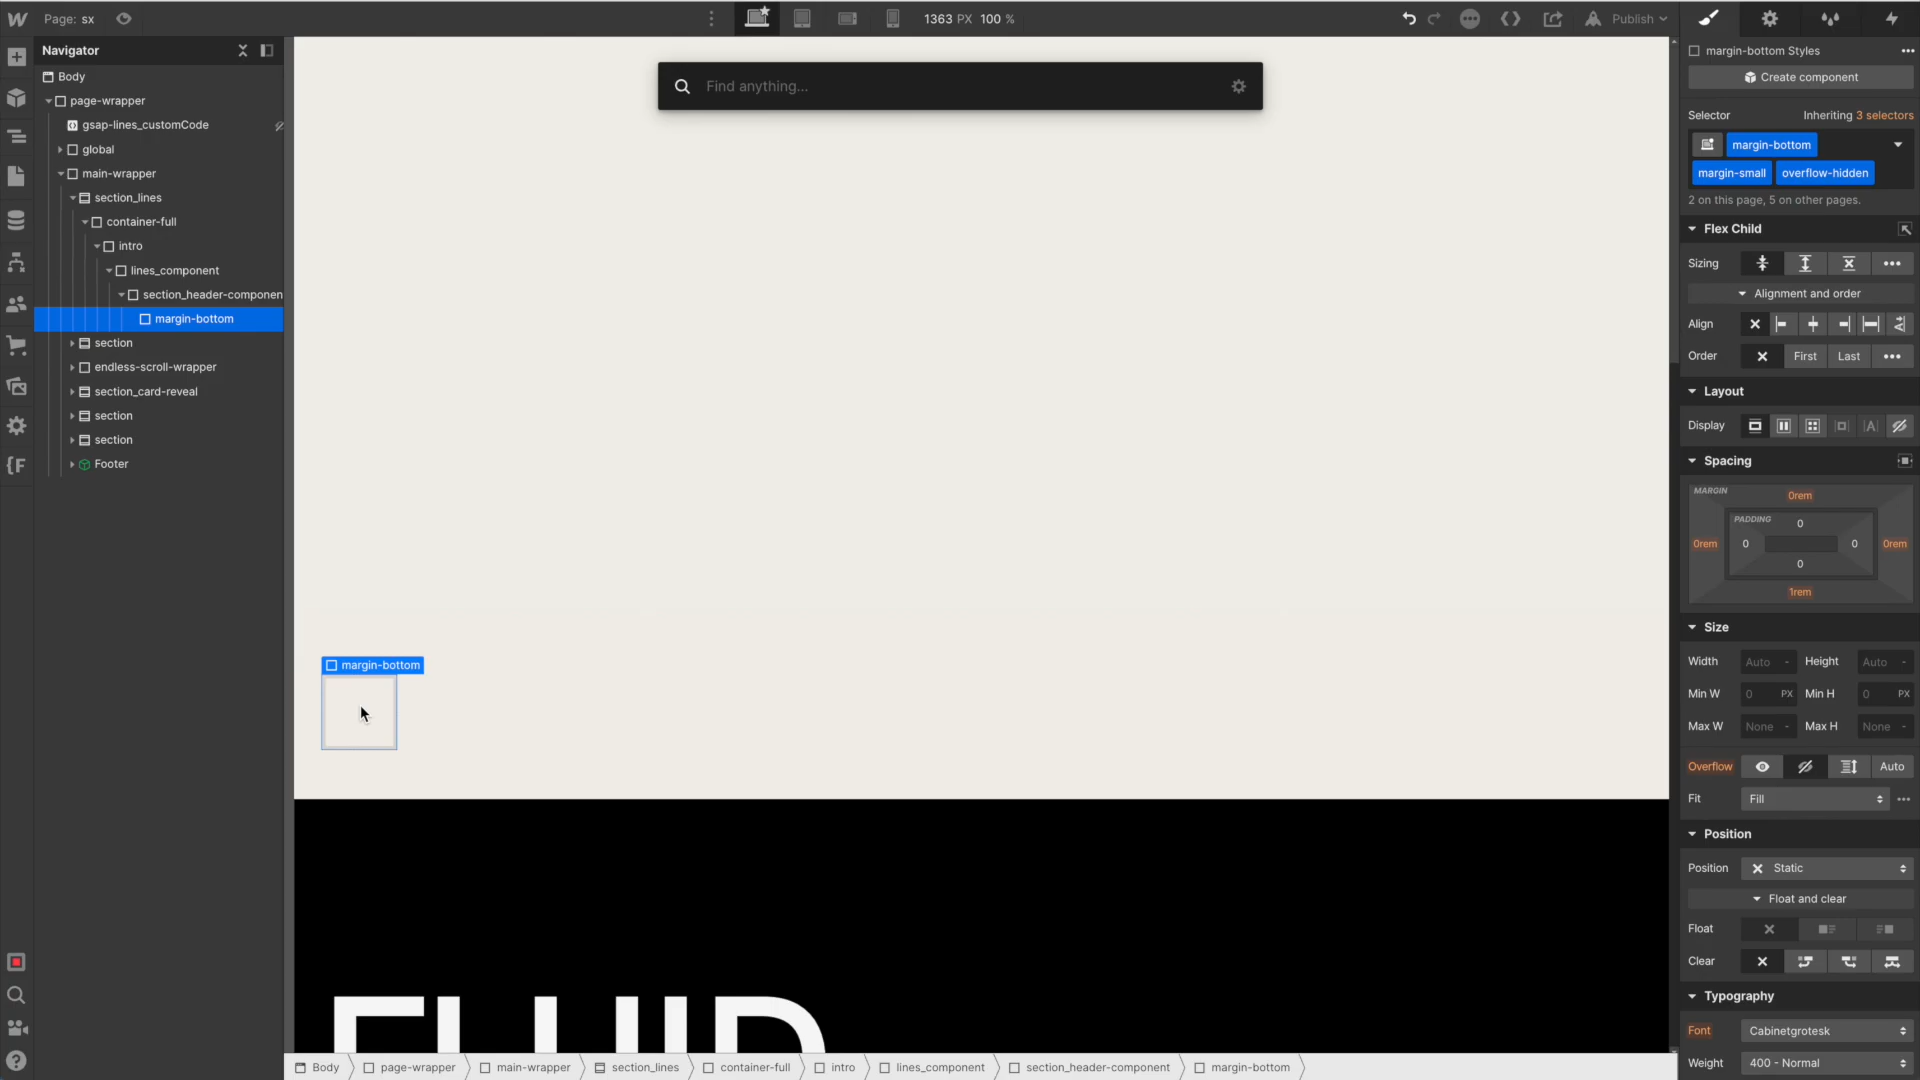 Page: sx
1363 PX 100 %
Publish
Navigator
Body
page-wrapper
gsap-lines_customCode
global
main-wrapper
section_lines
container-full
intro
lines_component
section_header-componen
margin-bottom
section
endless-scroll-wrapper
section_card-reveal
section
section
Footer
Find anything...
margin-bottom
FLUID
Body
page-wrapper
main-wrapper
section_lines
container-full
intro
lines_component
section_header-component
margin-bottom
margin-bottom Styles
Create component
Selector Inheriting 3 selectors
margin-bottom
margin-small overflow-hidden
2 on this page, 5 on other pages.
Flex Child
Sizing
Alignment and order
Align
Order First Last
Layout
Display
Spacing
MARGIN
0rem
PADDING
0
0rem 0 0 0rem
0
1rem
Size
Width Auto - Height Auto -
Min W 0 PX Min H 0 PX
Max W None - Max H None -
Overflow Auto
Fit Fill
Position
Position Static
Float and clear
Float
Clear
Typography
Font Cabinetgrotesk
Weight 400 - Normal